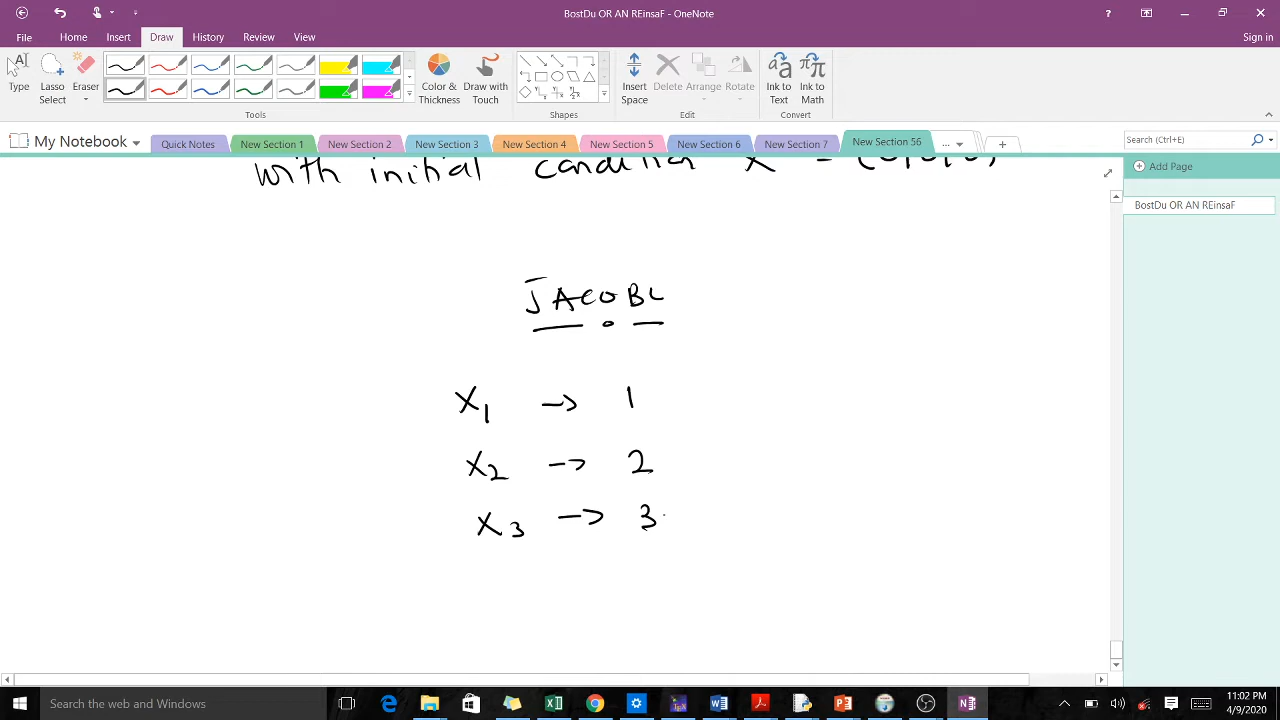 BostDu OR AN REinsaF - OneNote
File Home Insert Draw History Review View
Sign in
Type Lasso Select Eraser
Color & Thickness Draw with Touch
Insert Space Delete Arrange Rotate
Ink to Text Ink to Math
Tools Shapes Edit Convert
My Notebook Quick Notes New Section 1 New Section 2 New Section 3 New Section 4 New Section 5 New Section 6 New Section 7 New Section 56 ...
Search (Ctrl+E)
Add Page
BostDu OR AN REinsaF
with initial condition X =
JACOBI
X1 → 1
X2 → 2
X3 → 3
Search the web and Windows
11:02 PM
4/9/2020